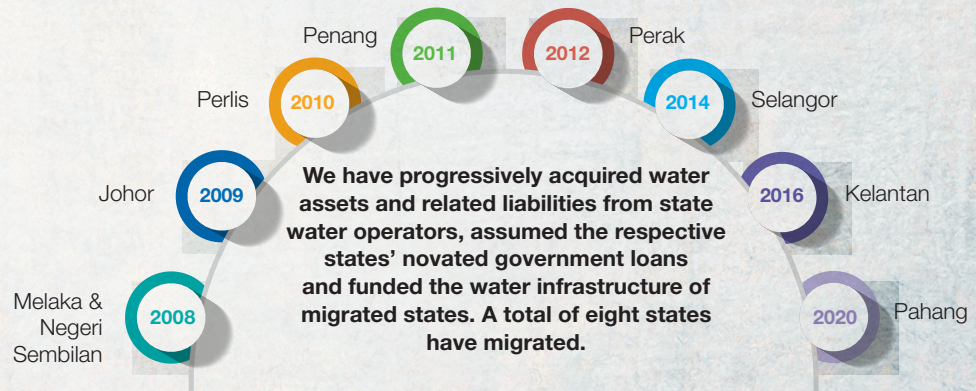 Melaka &
Negeri
Sembilan
2008
Johor
2009
Perlis
2010
Penang
2011
2012
Perak
2014
Selangor
2016
Kelantan
2020
Pahang
We have progressively acquired water
assets and related liabilities from state
water operators, assumed the respective
states’ novated government loans
and funded the water infrastructure of
migrated states. A total of eight states
have migrated.